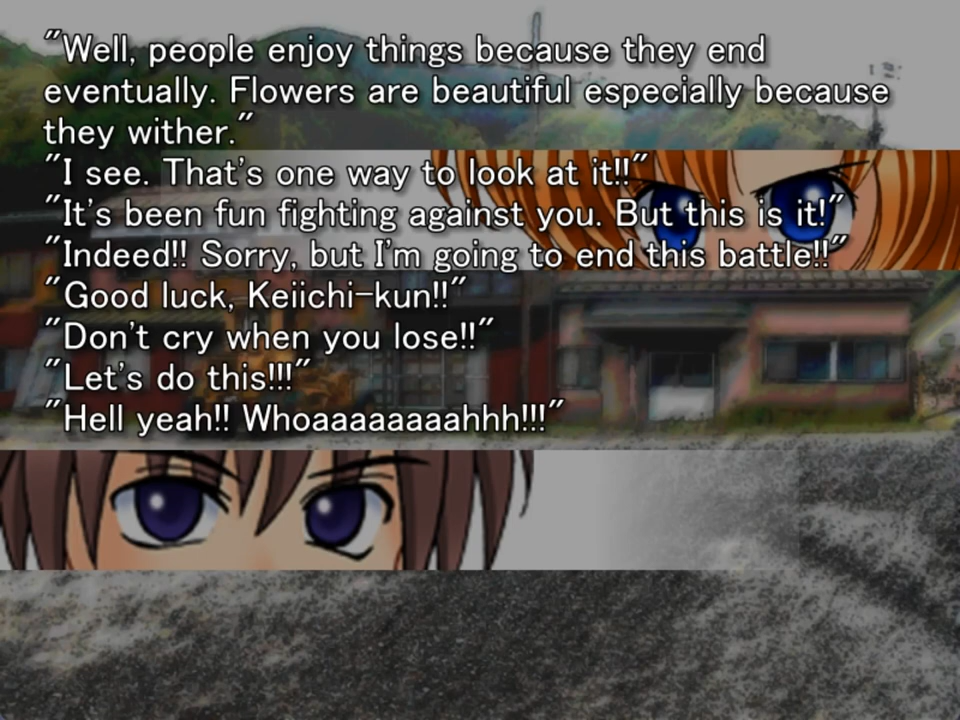 "Well, people enjoy things because they end
eventually. Flowers are beautiful especially because
they wither."
"I see. That's one way to look at it!!"
"It's been fun fighting against you. But this is it!"
"Indeed!! Sorry, but I'm going to end this battle!!"
"Good luck, Keiichi-kun!!"
"Don't cry when you lose!!"
"Let's do this!!!"
"Hell yeah!! Whoaaaaaaaahhh!!!"